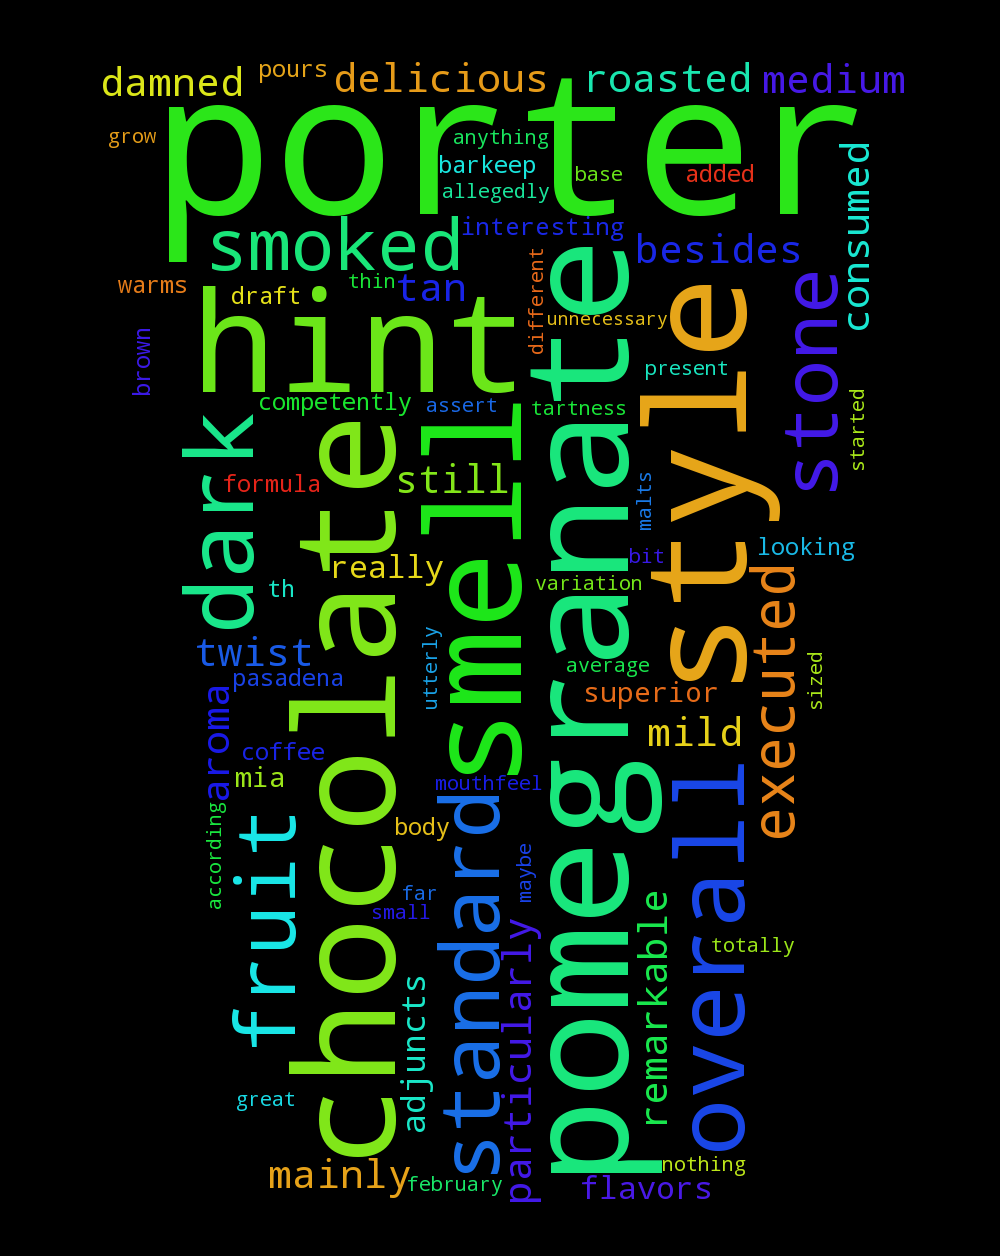 damned
pours
delicious
roasted
medium
porter
grow
anything
barkeep
base
added
allegedly
consumed
smoked
interesting
besides
warms
draft
thin
tan
different
unnecessary
hint
stone
brown
competently
assert
tartness
present
started
dark
formula
still
malts
style
chocolate
smell
pomegranate
looking
really
th
bit
variation
executed
twist
pasadena
utterly
average
superior
sized
aroma
coffee
mia
mild
mouthfeel
according
fruit
body
standard
maybe
overall
far
small
particularly
remarkable
totally
adjuncts
great
mainly
february
nothing
flavors